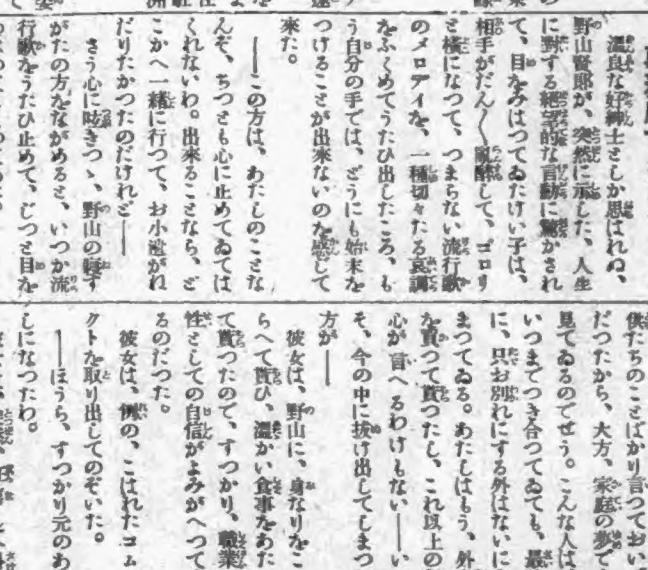 溫良な好紳士としか思はれぬ、
野山賢郎が、突然に示した、人生
に對する絕望的な言動に驚かされ
て、目をみはつてゐたけい子は、
相手がだん〳〵亂醉して、ゴロリ
と橫になつて、つまらない流行歌
のメロデイを、一種切々たる哀調
をふくめてうたひ出したころ、も
う自分の手では、どうにも始末を
つけることが出來ないのを感じて
來た。
――この方は、あたしのことな
んぞ、ちつとも心に止めてゐては
くれないわ。出來ることなら、ど
こかへ一緖に行つて、お小遣がれ
だりたかつたのだけれど――
さう心に呟きつゝ、野山の寢す
がたの方をながめると、いつか流
行歌をうたひ止めて、じつと目を
供たちのことばかり言つておい
だつたから、大方、家庭の夢で
見てゐるのでせう。こんな人は
いつまでつき合つてゐても、最
に、只お別れにする外はないに
まつてゐる。あたしはもう、外
を貰つて貰つたし、これ以上の
心が言へるわけもない――い
そ、今の中に拔け出してしまつ
方が――
彼女は、野山に、身なりをこ
らへて貰ひ、溫かい食事をあた
て貰つたので、すつかり、職業
性としての自信がよみがへつて
るのだつた。
彼女は、例の、こはれたコム
クトを取り出してのぞいた。
――ほうら、すつかり元のあ
しになつたわ。